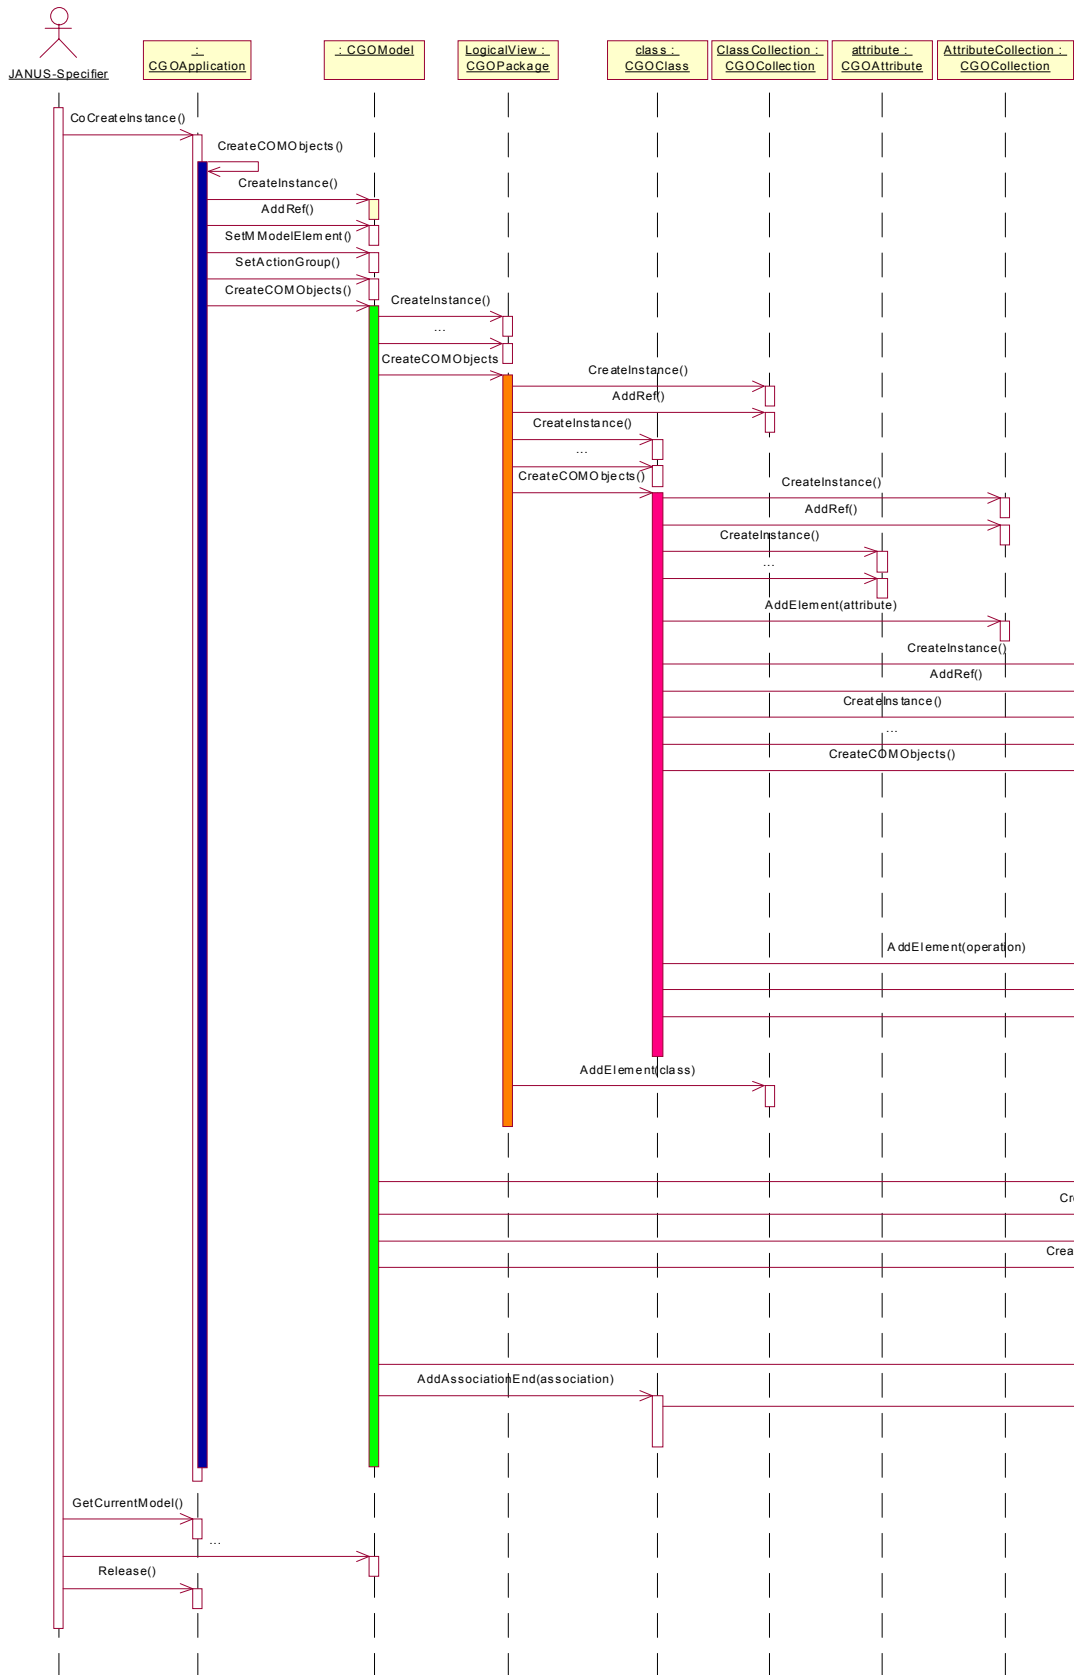 JANUS-Specifier
:
CGOApplication
: CGOModel
LogicalView :
CGOPackage
class :
CGOClass
ClassCollection :
CGOCollection
attribute :
CGOAttribute
AttributeCollection :
CGOCollection
CoCreateInstance()
CreateCOMObjects()
CreateInstance()
AddRef()
SetMModelElement()
SetActionGroup()
CreateCOMObjects()
CreateInstance()
...
CreateCOMObjects
CreateInstance()
AddRef()
CreateInstance()
...
CreateCOMObjects()
CreateInstance()
AddRef()
CreateInstance()
...
AddElement(attribute)
CreateInstance()
AddRef()
CreateInstance()
...
CreateCOMObjects()
AddElement(operation)
AddElement(class)
Cre
Crea
AddAssociationEnd(association)
GetCurrentModel()
...
Release()